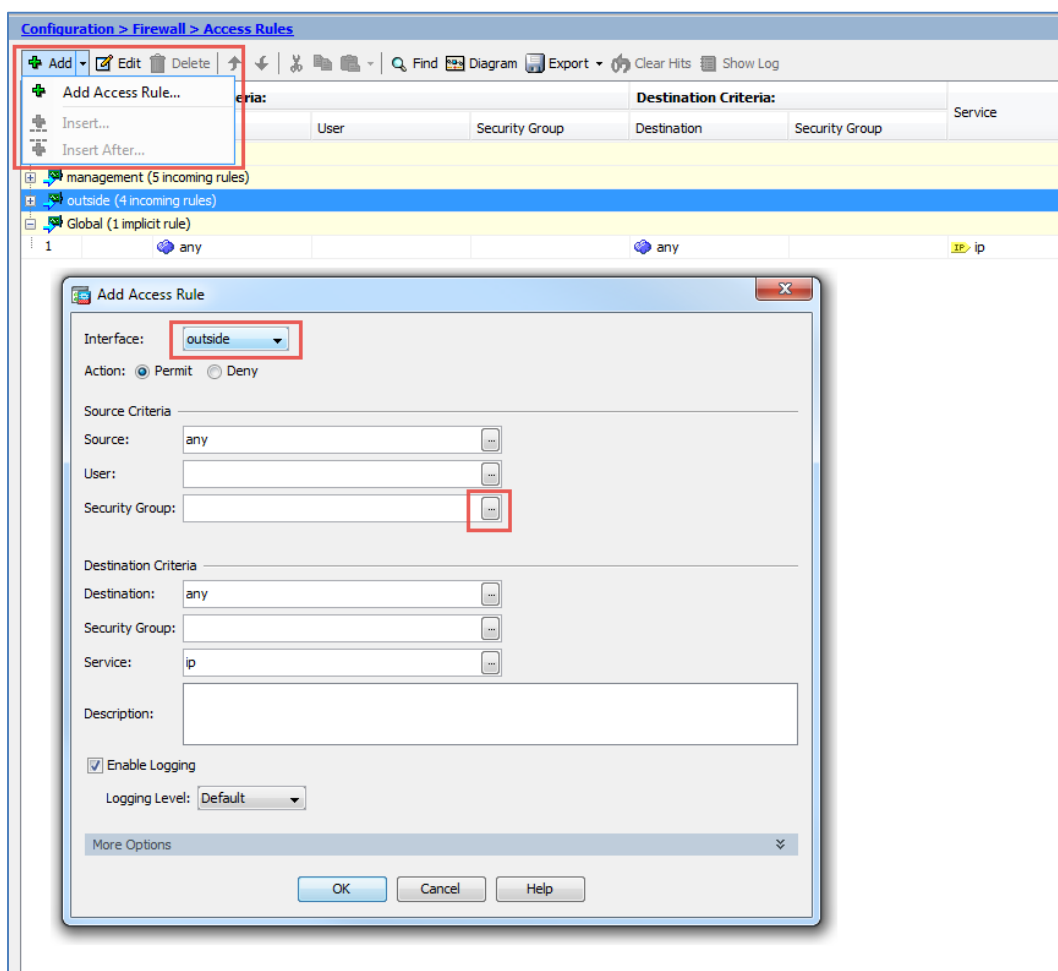 Configuration > Firewall > Access Rules
Add Edit Delete Find Diagram Export Clear Hits Show Log
Add Access Rule...
Insert...
Insert After...
eria: Destination Criteria: Service
User Security Group Destination Security Group
management (5 incoming rules)
outside (4 incoming rules)
Global (1 implicit rule)
1 any any IP ip
Add Access Rule
Interface: outside
Action: Permit Deny
Source Criteria
Source: any ...
User: ...
Security Group: ...
Destination Criteria
Destination: any ...
Security Group: ...
Service: ip ...
Description:
Enable Logging
Logging Level: Default
More Options
OK Cancel Help